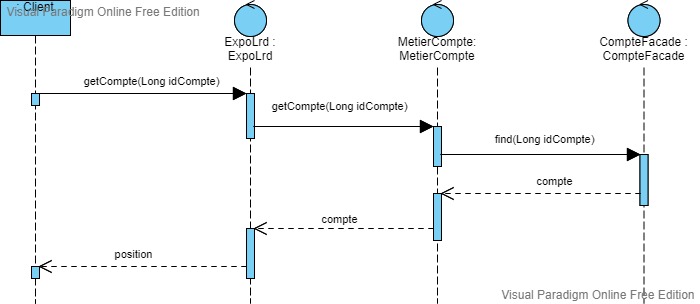 : Client
Visual Paradigm Online Free Edition
ExpoLrd :
ExpoLrd
MetierCompte:
MetierCompte
CompteFacade :
CompteFacade
getCompte(Long idCompte)
getCompte(Long idCompte)
find(Long idCompte)
compte
compte
position
Visual Paradigm Online Free Edition